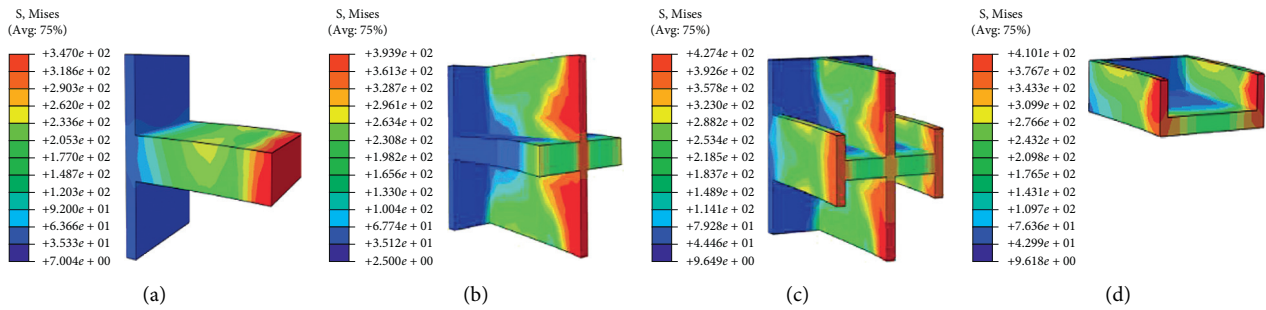 S, Mises
(Avg: 75%)
+3.470e + 02
+3.186e + 02
+2.903e + 02
+2.620e + 02
+2.336e + 02
+2.053e + 02
+1.770e + 02
+1.487e + 02
+1.203e + 02
+9.200e + 01
+6.366e + 01
+3.533e + 01
+7.004e + 00
(a)
S, Mises
(Avg: 75%)
+3.939e + 02
+3.613e + 02
+3.287e + 02
+2.961e + 02
+2.634e + 02
+2.308e + 02
+1.982e + 02
+1.656e + 02
+1.330e + 02
+1.004e + 02
+6.774e + 01
+3.512e + 01
+2.500e + 00
(b)
S, Mises
(Avg: 75%)
+4.274e + 02
+3.926e + 02
+3.578e + 02
+3.230e + 02
+2.882e + 02
+2.534e + 02
+2.185e + 02
+1.837e + 02
+1.489e + 02
+1.141e + 02
+7.928e + 01
+4.446e + 01
+9.649e + 00
(c)
S, Mises
(Avg: 75%)
+4.101e + 02
+3.767e + 02
+3.433e + 02
+3.099e + 02
+2.766e + 02
+2.432e + 02
+2.098e + 02
+1.765e + 02
+1.431e + 02
+1.097e + 02
+7.636e + 01
+4.299e + 01
+9.618e + 00
(d)